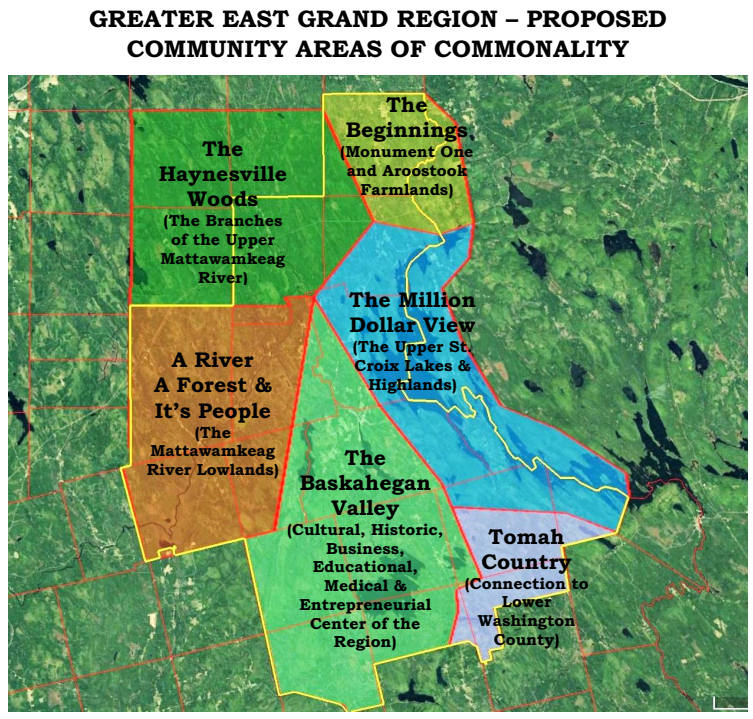 GREATER EAST GRAND REGION – PROPOSED
COMMUNITY AREAS OF COMMONALITY
The
Beginnings
(Monument One
and Aroostook
Farmlands)
The
Haynesville
Woods
(The Branches
of the Upper
Mattawamkeag
River)
The Million
Dollar View
(The Upper St.
Croix Lakes &
Highlands)
A River
A Forest &
It's People
(The
Mattawamkeag
River Lowlands)
The
Baskahegan
Valley
(Cultural, Historic,
Business,
Educational,
Medical &
Entrepreneurial
Center of the
Region)
Tomah
Country
(Connection to
Lower
Washington
County)